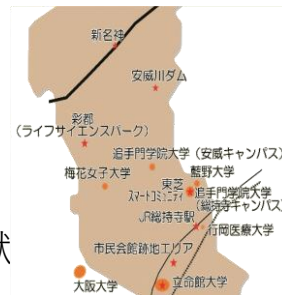 新名神
安威川ダム
彩都
(ライフサイエンスパーク)
追手門学院大学(安威キャンパス)
梅花女子大学
藍野大学
東芝
スマートコミュニティ
追手門学院大学
(総持寺キャンパス)
JR総持寺駅
行岡医療大学
市民会館跡地エリア
大阪大学
立命館大学
状